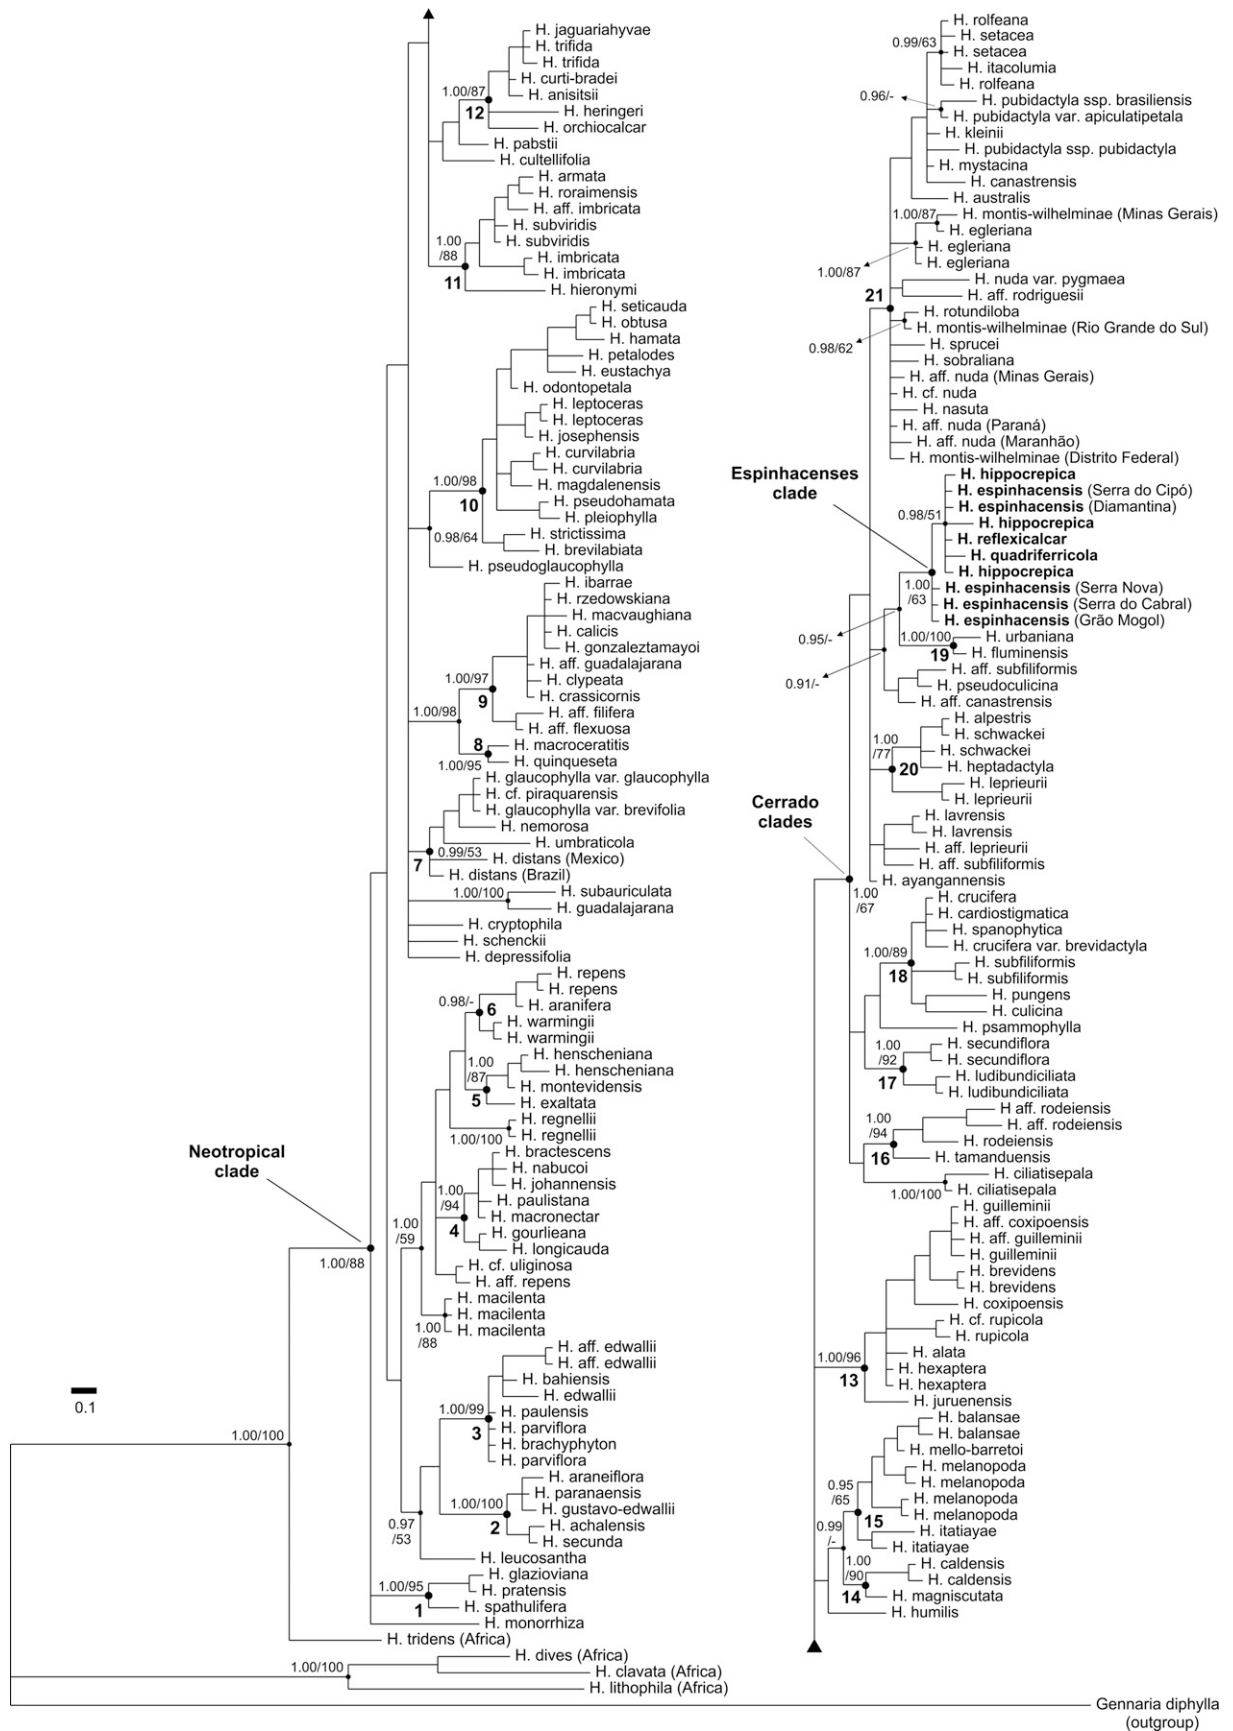 H. jaguariahyvae
H. trifida
H. trifida
H. curti-bradei
H. anisitsii
1.00/87
12
H. heringeri
H. orchiocalcar
H. pabstii
H. cultellifolia
H. armata
H. roraimensis
H. aff. imbricata
H. subviridis
H. subviridis
1.00
/88
H. imbricata
H. imbricata
11
H. hieronymi
H. seticauda
H. obtusa
H. hamata
H. petalodes
H. eustachya
H. odontopetala
H. leptoceras
H. leptoceras
H. josephensis
H. curvilabria
H. curvilabria
1.00/98
H. magdalenensis
10
H. pseudohamata
H. pleiophylla
0.98/64
H. strictissima
H. brevilabiata
H. pseudoglaucophylla
H. ibarrae
H. rzedowskiana
H. macvaughiana
H. calicis
H. gonzaleztamayoi
H. aff. guadalajarana
1.00/97
H. clypeata
9
H. crassicornis
1.00/98
H. aff. filifera
H. aff. flexuosa
8
H. macroceratitis
1.00/95
H. quinqueseta
H. glaucophylla var. glaucophylla
H. cf. piraquarensis
H. glaucophylla var. brevifolia
H. nemorosa
H. umbraticola
7
0.99/53
H. distans (Mexico)
H. distans (Brazil)
1.00/100
H. subauriculata
H. guadalajarana
H. cryptophila
H. schenckii
H. depressifolia
H. repens
H. repens
0.98/-
6
H. aranifera
H. warmingii
H. warmingii
H. henscheniana
1.00
/87
H. henscheniana
H. montevidensis
5
H. exaltata
H. regnellii
1.00/100
H. regnellii
Neotropical
clade
H. bractescens
H. nabucoi
H. johannensis
1.00
/94
H. paulistana
H. macronectar
4
H. gourlieana
1.00
/59
H. longicauda
1.00/88
H. cf. uliginosa
H. aff. repens
H. macilenta
H. macilenta
1.00
/88
H. macilenta
H. aff. edwallii
H. aff. edwallii
H. bahiensis
H. edwallii
0.1
1.00/99
H. paulensis
3
H. parviflora
H. brachyphyton
H. parviflora
1.00/100
H. araneiflora
H. paranaensis
1.00/100
H. gustavo-edwallii
2
H. achalensis
H. secunda
0.97
/53
H. leucosantha
H. glazioviana
1.00/95
H. pratensis
1
H. spathulifera
H. monorrhiza
H. tridens (Africa)
1.00/100
H. dives (Africa)
H. clavata (Africa)
H. lithophila (Africa)
Gennaria diphylla
(outgroup)
H. rolfeana
H. setacea
0.99/63
H. setacea
H. itacolumia
H. rolfeana
0.96/-
H. pubidactyla ssp. brasiliensis
H. pubidactyla var. apiculatipetala
H. kleinii
H. pubidactyla ssp. pubidactyla
H. mystacina
H. canastrensis
H. australis
1.00/87
H. montis-wilhelminae (Minas Gerais)
H. egleriana
H. egleriana
H. egleriana
1.00/87
H. nuda var. pygmaea
21
H. aff. rodriguesii
H. rotundiloba
H. montis-wilhelminae (Rio Grande do Sul)
0.98/62
H. sprucei
H. sobraliana
H. aff. nuda (Minas Gerais)
H. cf. nuda
H. nasuta
H. aff. nuda (Paraná)
H. aff. nuda (Maranhão)
H. montis-wilhelminae (Distrito Federal)
Espinhacenses
clade
H. hippocrepica
H. espinhacensis (Serra do Cipó)
H. espinhacensis (Diamantina)
0.98/51
H. hippocrepica
H. reflexicalcar
H. quadriferricola
H. hippocrepica
1.00
/63
H. espinhacensis (Serra Nova)
H. espinhacensis (Serra do Cabral)
H. espinhacensis (Grão Mogol)
0.95/-
1.00/100
H. urbaniana
19
H. fluminensis
0.91/-
H. aff. subfiliformis
H. pseudoculicina
H. aff. canastrensis
H. alpestris
H. schwackei
1.00
/77
H. schwackei
20
H. heptadactyla
H. leprieurii
H. leprieurii
Cerrado
clades
H. lavrensis
H. lavrensis
H. aff. leprieurii
H. aff. subfiliformis
H. ayangannensis
1.00
/67
H. crucifera
H. cardiostigmatica
H. spanophytica
1.00/89
H. crucifera var. brevidactyla
18
H. subfiliformis
H. subfiliformis
H. pungens
H. culicina
H. psammophylla
1.00
/92
H. secundiflora
H. secundiflora
17
H. ludibundiciliata
H. ludibundiciliata
H aff. rodeiensis
1.00
/94
H. aff. rodeiensis
H. rodeiensis
16
H. tamanduensis
H. ciliatisepala
1.00/100
H. ciliatisepala
H. guilleminii
H. aff. coxipoensis
H. aff. guilleminii
H. guilleminii
H. brevidens
H. brevidens
H. coxipoensis
H. cf. rupicola
H. rupicola
1.00/96
H. alata
13
H. hexaptera
H. hexaptera
H. juruenensis
H. balansae
H. balansae
H. mello-barretoi
H. melanopoda
0.95
/65
H. melanopoda
H. melanopoda
15
H. melanopoda
0.99
/-
H. itatiayae
H. itatiayae
1.00
/90
H. caldensis
H. caldensis
14
H. magniscutata
H. humilis